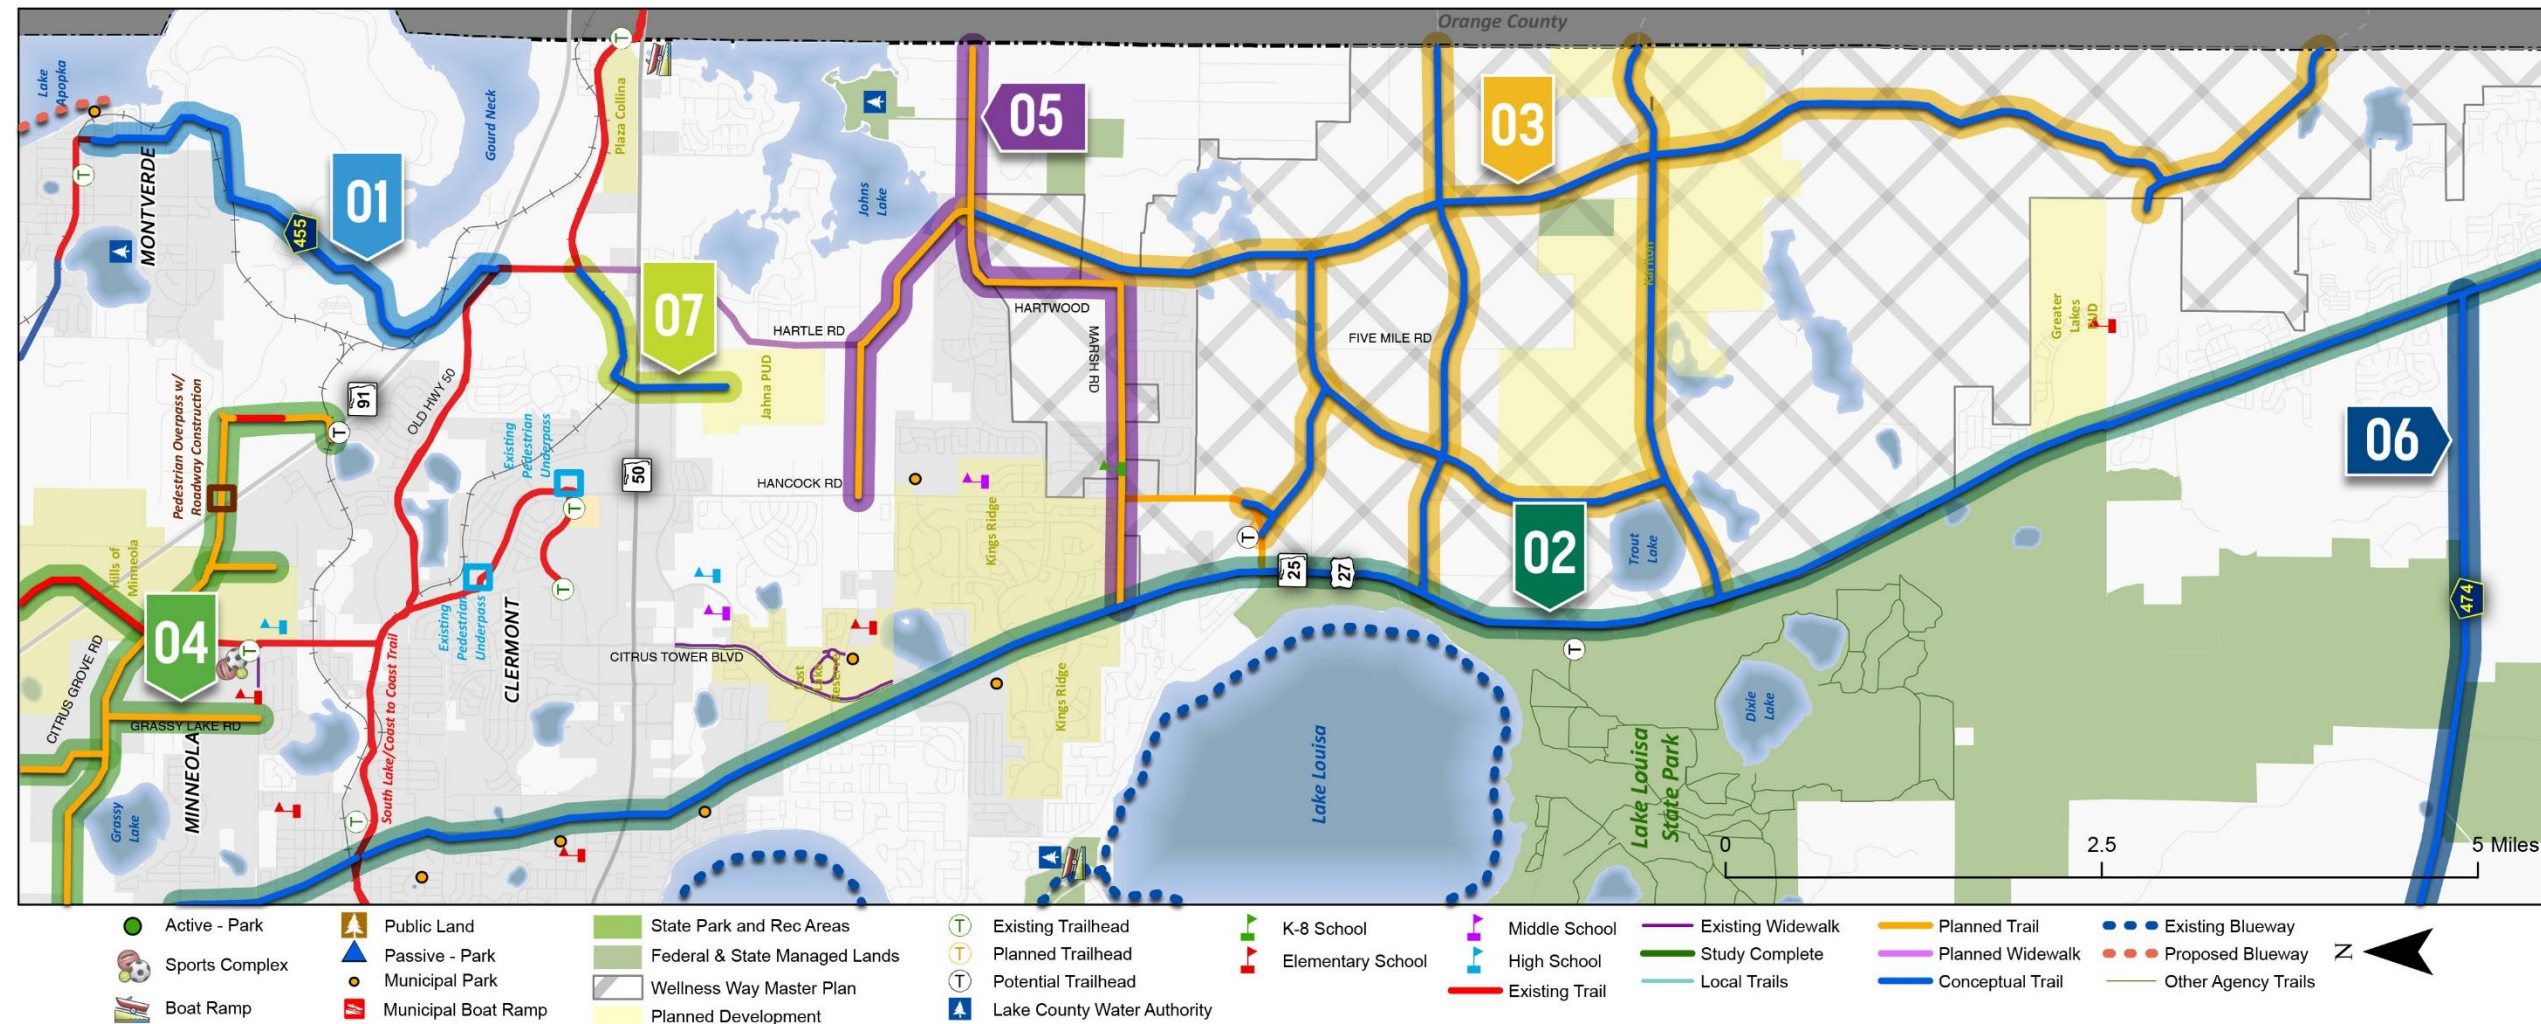 Orange County
Lake
Apopka
Gourd Neck
Plaza Collina
Johns
Lake
MONTVERDE
01
455
05
03
07
HARTLE RD
HARTWOOD
MARSH RD
FIVE MILE RD
Greater
Lakes
PUD
Jahna PUD
Pedestrian Overpass w/
Roadway Construction
91
OLD HWY 50
Existing
Pedestrian
Underpass
50
HANCOCK RD
Kings Ridge
06
Hills of
Minneola
02
25
27
Trout
Lake
474
04
CITRUS GROVE RD
Existing
Pedestrian
Underpass
CLERMONT
CITRUS TOWER BLVD
Lost
Lake
Reserve
Kings Ridge
GRASSY LAKE RD
MINNEOLA
South Lake/Coast to Coast Trail
Grassy
Lake
Lake Louisa
Dixie
Lake
Lake Louisa
State Park
0 2.5 5 Miles
T
T
T
T
T
T
T
T
T
Active - Park
Sports Complex
Boat Ramp
Public Land
Passive - Park
Municipal Park
Municipal Boat Ramp
State Park and Rec Areas
Federal & State Managed Lands
Wellness Way Master Plan
Planned Development
T Existing Trailhead
T Planned Trailhead
T Potential Trailhead
Lake County Water Authority
K-8 School
Elementary School
Middle School
High School
Existing Trail
Existing Widewalk
Study Complete
Local Trails
Planned Trail
Planned Widewalk
Conceptual Trail
Existing Blueway
Proposed Blueway
Other Agency Trails
N